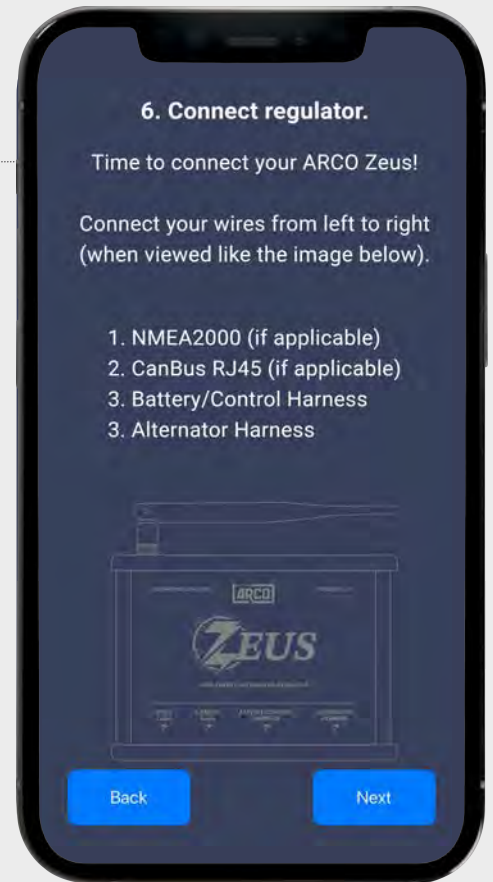 6. Connect regulator.
Time to connect your ARCO Zeus!
Connect your wires from left to right
(when viewed like the image below).
1. NMEA2000 (if applicable)
2. CanBus RJ45 (if applicable)
3. Battery/Control Harness
3. Alternator Harness
ARCO
ZEUS
Back
Next